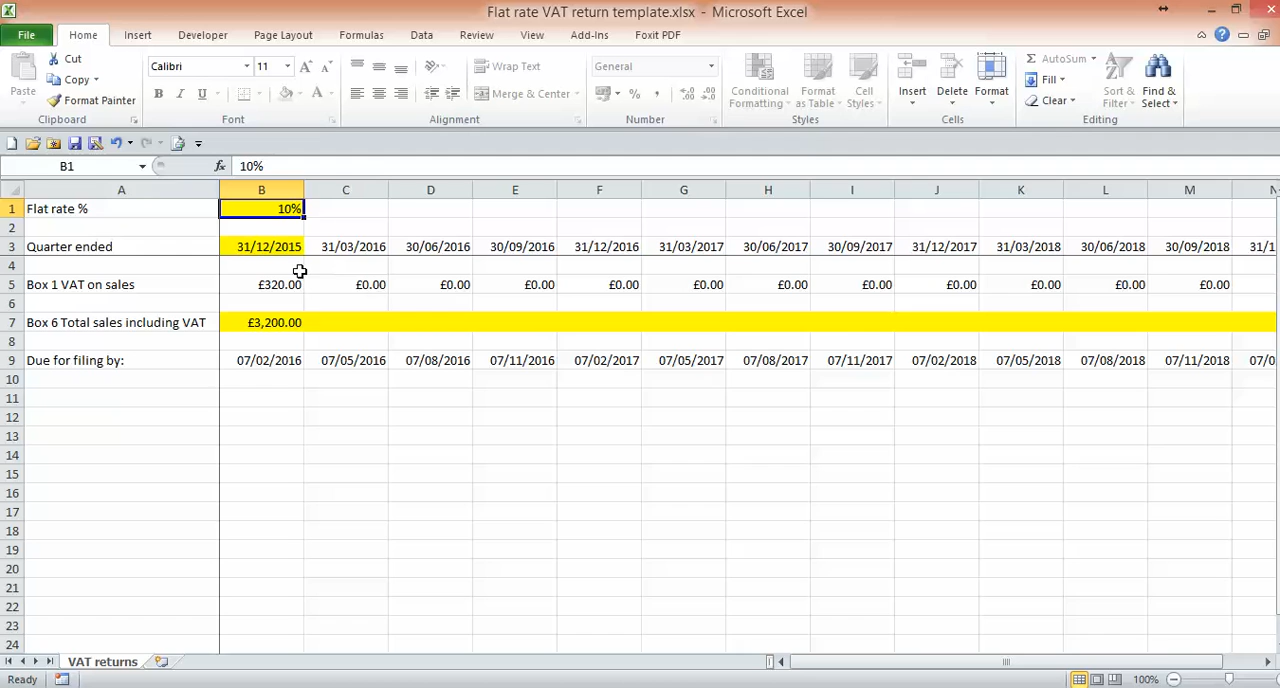 Flat rate VAT return template.xlsx - Microsoft Excel
File Home Insert Developer Page Layout Formulas Data Review View Add-Ins Foxit PDF
Paste Cut Copy Format Painter Clipboard
Calibri 11 A A B I U A Font
Wrap Text Merge & Center Alignment
General % , Number
Conditional Formatting Format as Table Cell Styles Styles
Insert Delete Format Cells
Σ AutoSum Fill Clear Sort & Filter Find & Select Editing
B1 fx 10%
A B C D E F G H I J K L M N
1 Flat rate % 10%
2
3 Quarter ended 31/12/2015 31/03/2016 30/06/2016 30/09/2016 31/12/2016 31/03/2017 30/06/2017 30/09/2017 31/12/2017 31/03/2018 30/06/2018 30/09/2018 31/1
4
5 Box 1 VAT on sales £320.00 £0.00 £0.00 £0.00 £0.00 £0.00 £0.00 £0.00 £0.00 £0.00 £0.00 £0.00
6
7 Box 6 Total sales including VAT £3,200.00
8
9 Due for filing by: 07/02/2016 07/05/2016 07/08/2016 07/11/2016 07/02/2017 07/05/2017 07/08/2017 07/11/2017 07/02/2018 07/05/2018 07/08/2018 07/11/2018 07/0
10
11
12
13
14
15
16
17
18
19
20
21
22
23
24
VAT returns
Ready 100%